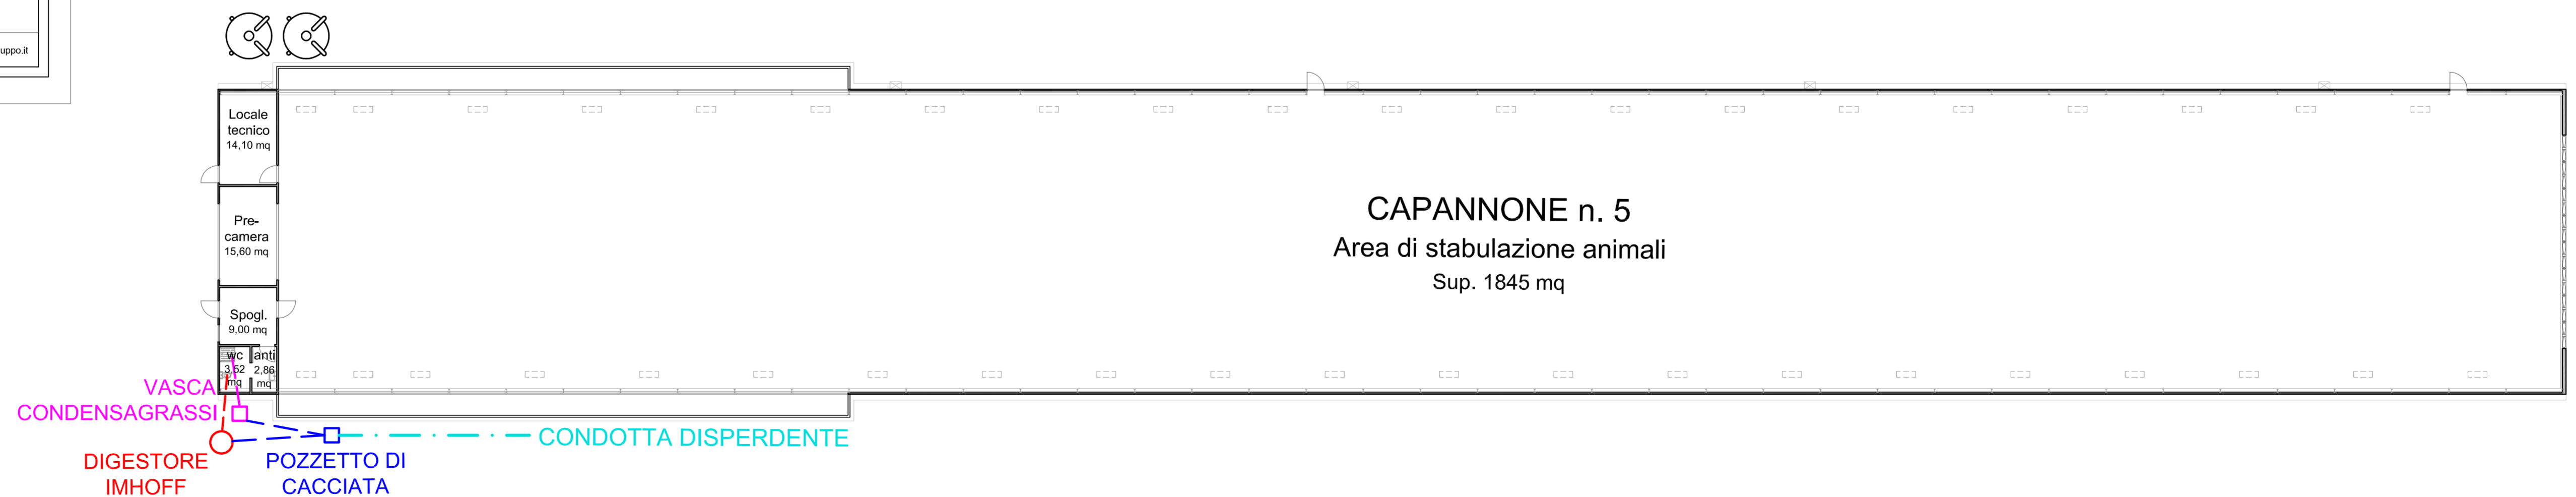 uppo.it
Locale
tecnico
14,10 mq
Pre-
camera
15,60 mq
Spogl.
9,00 mq
wc
3,52
mq
anti
2,86
mq
CAPANNONE n. 5
Area di stabulazione animali
Sup. 1845 mq
VASCA
CONDENSAGRASSI
DIGESTORE
IMHOFF
POZZETTO DI
CACCIATA
CONDOTTA DISPERDENTE